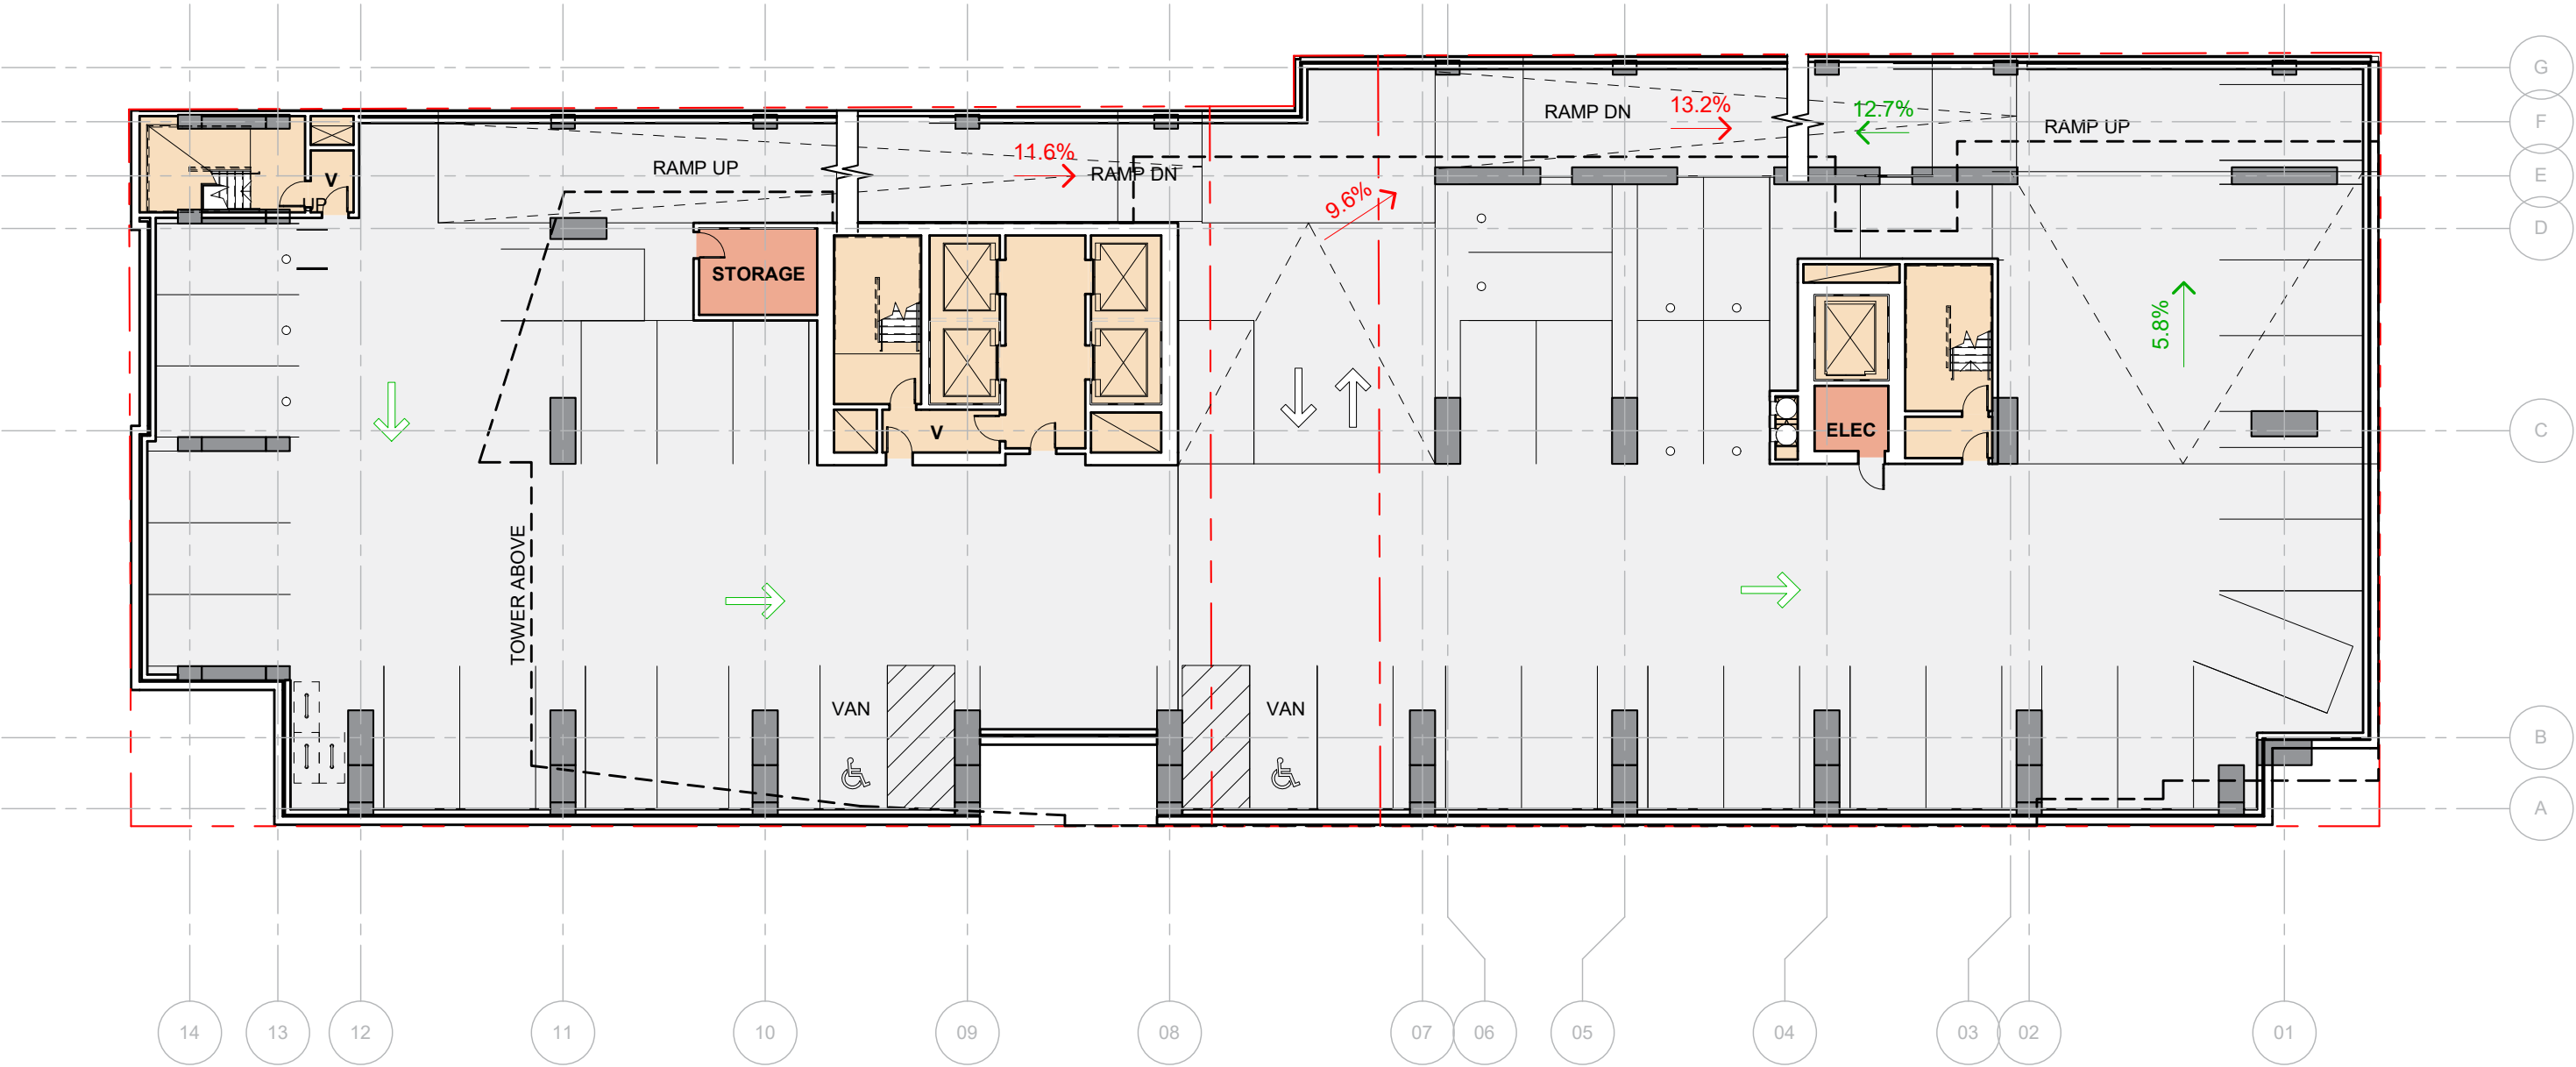 G
RAMP DN
13.2%
12.7%
F
RAMP UP
11.6%
RAMP UP
RAMP DN
E
V
UP
9.6%
D
STORAGE
5.8%
V
ELEC
C
TOWER ABOVE
VAN
VAN
B
A
14
13
12
11
10
09
08
07
06
05
04
03
02
01